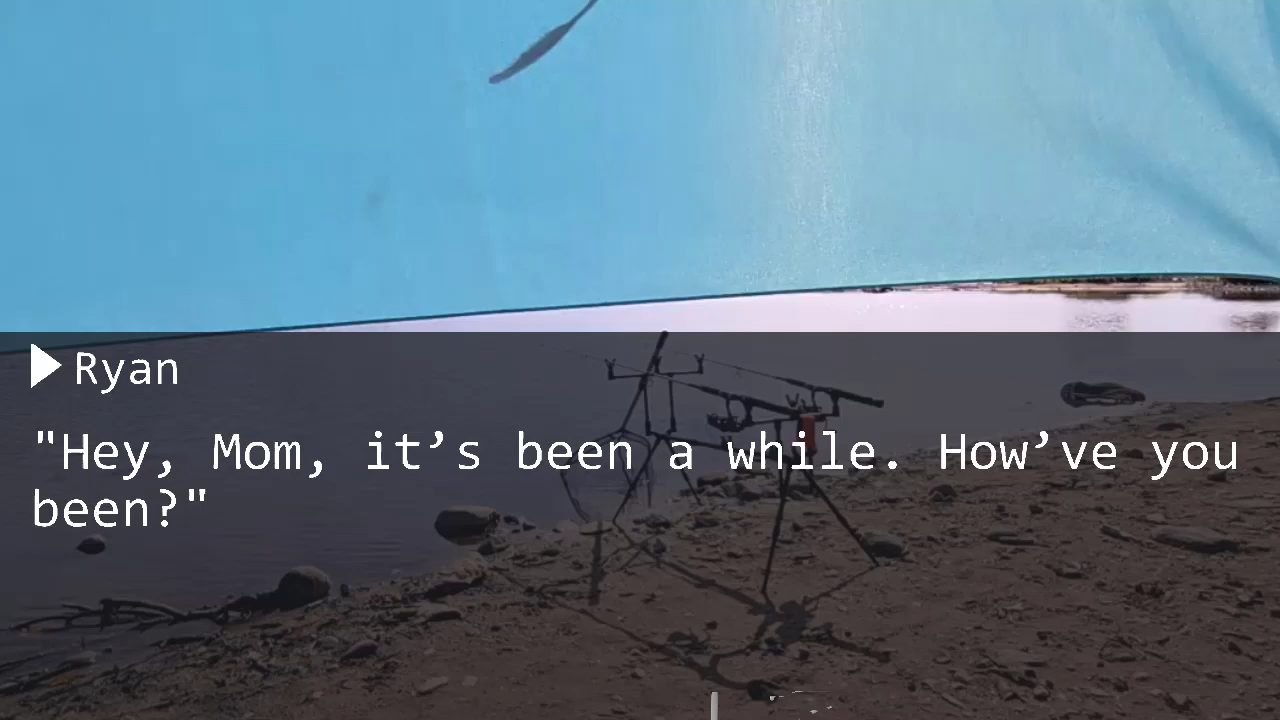 Ryan
"Hey, Mom, it’s been a while. How’ve you
been?"